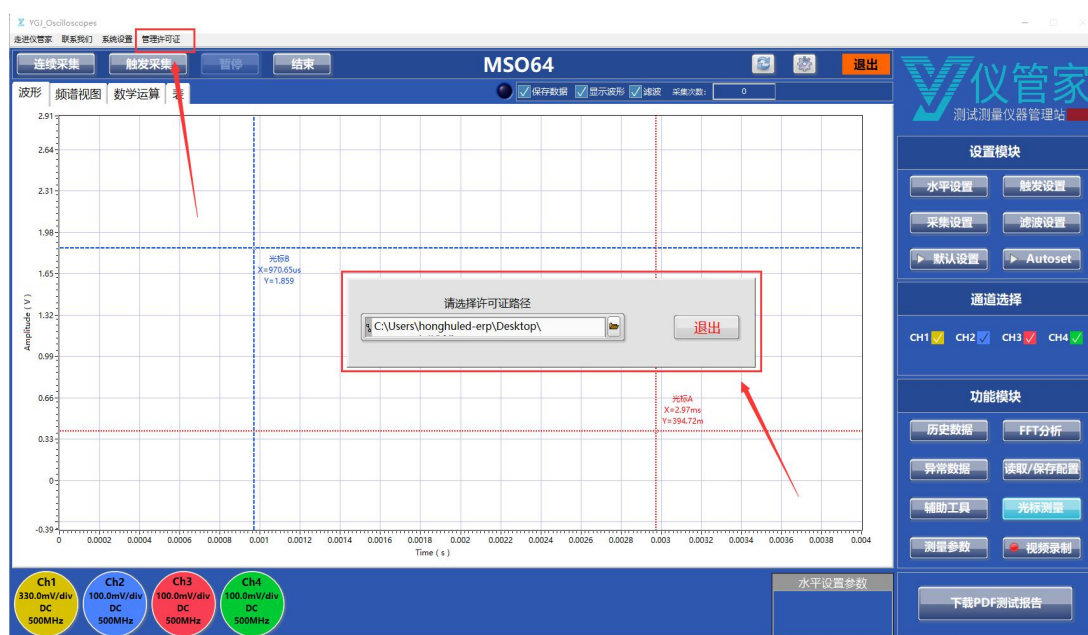 YGJ_Oscilloscopes
走进仪管家 联系我们 系统设置 管理许可证
连续采集 触发采集 暂停 结束 MSO64 退出
波形 频谱视图 数学运算 表
保存数据 显示波形 滤波 采集次数: 0
仪管家
测试测量仪器管理站
设置模块
水平设置 触发设置
采集设置 滤波设置
默认设置 Autoset
通道选择
CH1 CH2 CH3 CH4
功能模块
历史数据 FFT分析
异常数据 读取/保存配置
辅助工具 光标测量
测量参数 视频录制
下载PDF测试报告
Amplitude ( V )
2.91
2.64
2.31
1.98
1.65
1.32
0.99
0.66
0.33
0
-0.39
光标B
X=970.65us
Y=1.859
请选择许可证路径
C:\Users\honghuled-erp\Desktop\
退出
光标A
X=2.97ms
Y=394.72m
0 0.0002 0.0004 0.0006 0.0008 0.001 0.0012 0.0014 0.0016 0.0018 0.002 0.0022 0.0024 0.0026 0.0028 0.003 0.0032 0.0034 0.0036 0.0038 0.004
Time ( s )
Ch1 Ch2 Ch3 Ch4
330.0mV/div 100.0mV/div 100.0mV/div 100.0mV/div
DC DC DC DC
500MHz 500MHz 500MHz 500MHz
水平设置参数